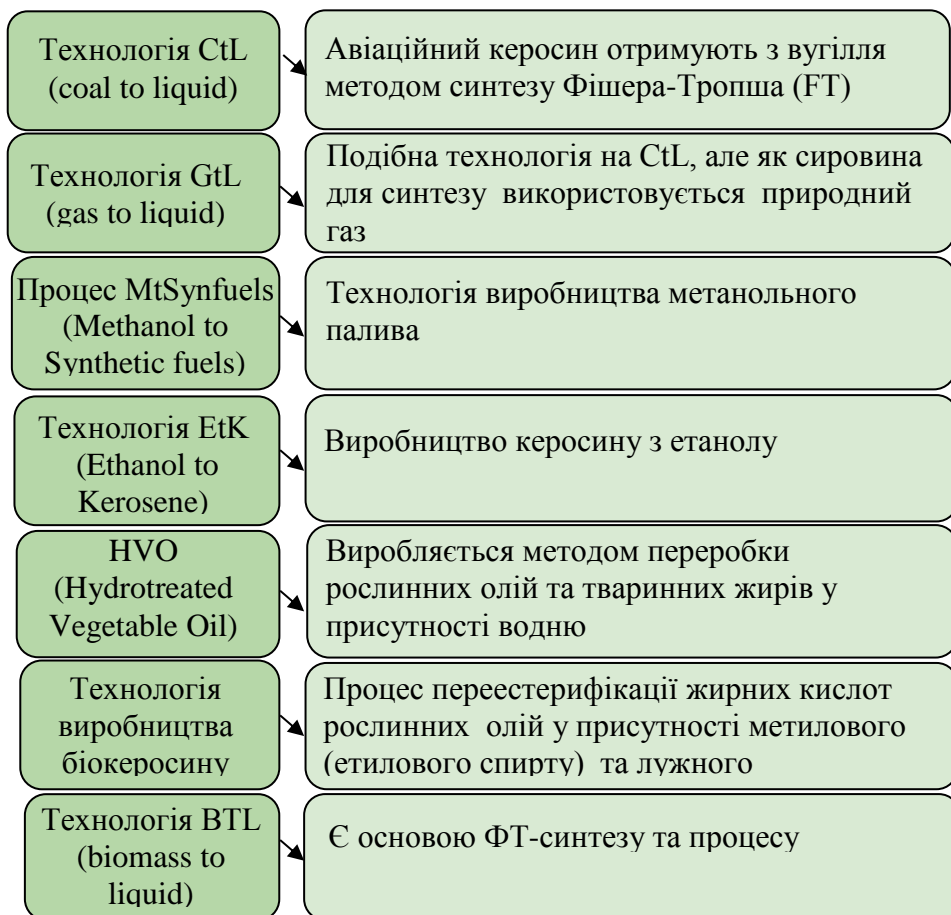 Технологія CtL
(coal to liquid)
Авіаційний керосин отримують з вугілля
методом синтезу Фішера-Тропша (FT)
Технологія GtL
(gas to liquid)
Подібна технологія на CtL, але як сировина
для синтезу використовується природний
газ
Процес MtSynfuels
(Methanol to
Synthetic fuels)
Технологія виробництва метанольного
палива
Технологія EtK
(Ethanol to
Kerosene)
Виробництво керосину з етанолу
HVO
(Hydrotreated
Vegetable Oil)
Виробляється методом переробки
рослинних олій та тваринних жирів у
присутності водню
Технологія
виробництва
біокеросину
Процес переестерифікації жирних кислот
рослинних олій у присутності метилового
(етилового спирту) та лужного
Технологія BTL
(biomass to
liquid)
Є основою ФТ-синтезу та процесу